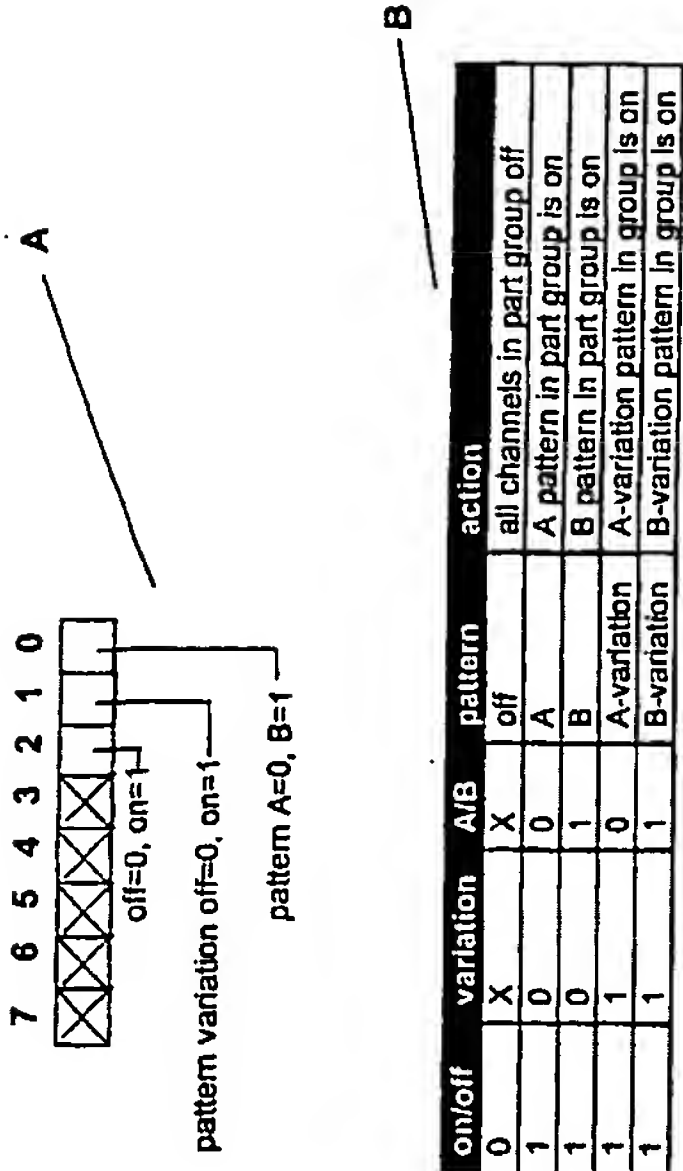 A
7 6 5 4 3 2 1 0
off=0, on=1
pattern variation off=0, on=1
pattern A=0, B=1
B
on/off variation A/B pattern action
0 X X off all channels in part group off
1 0 0 A A pattern in part group is on
1 0 1 B B pattern in part group is on
1 1 0 A-variation A-variation pattern in group is on
1 1 1 B-variation B-variation pattern in group is on